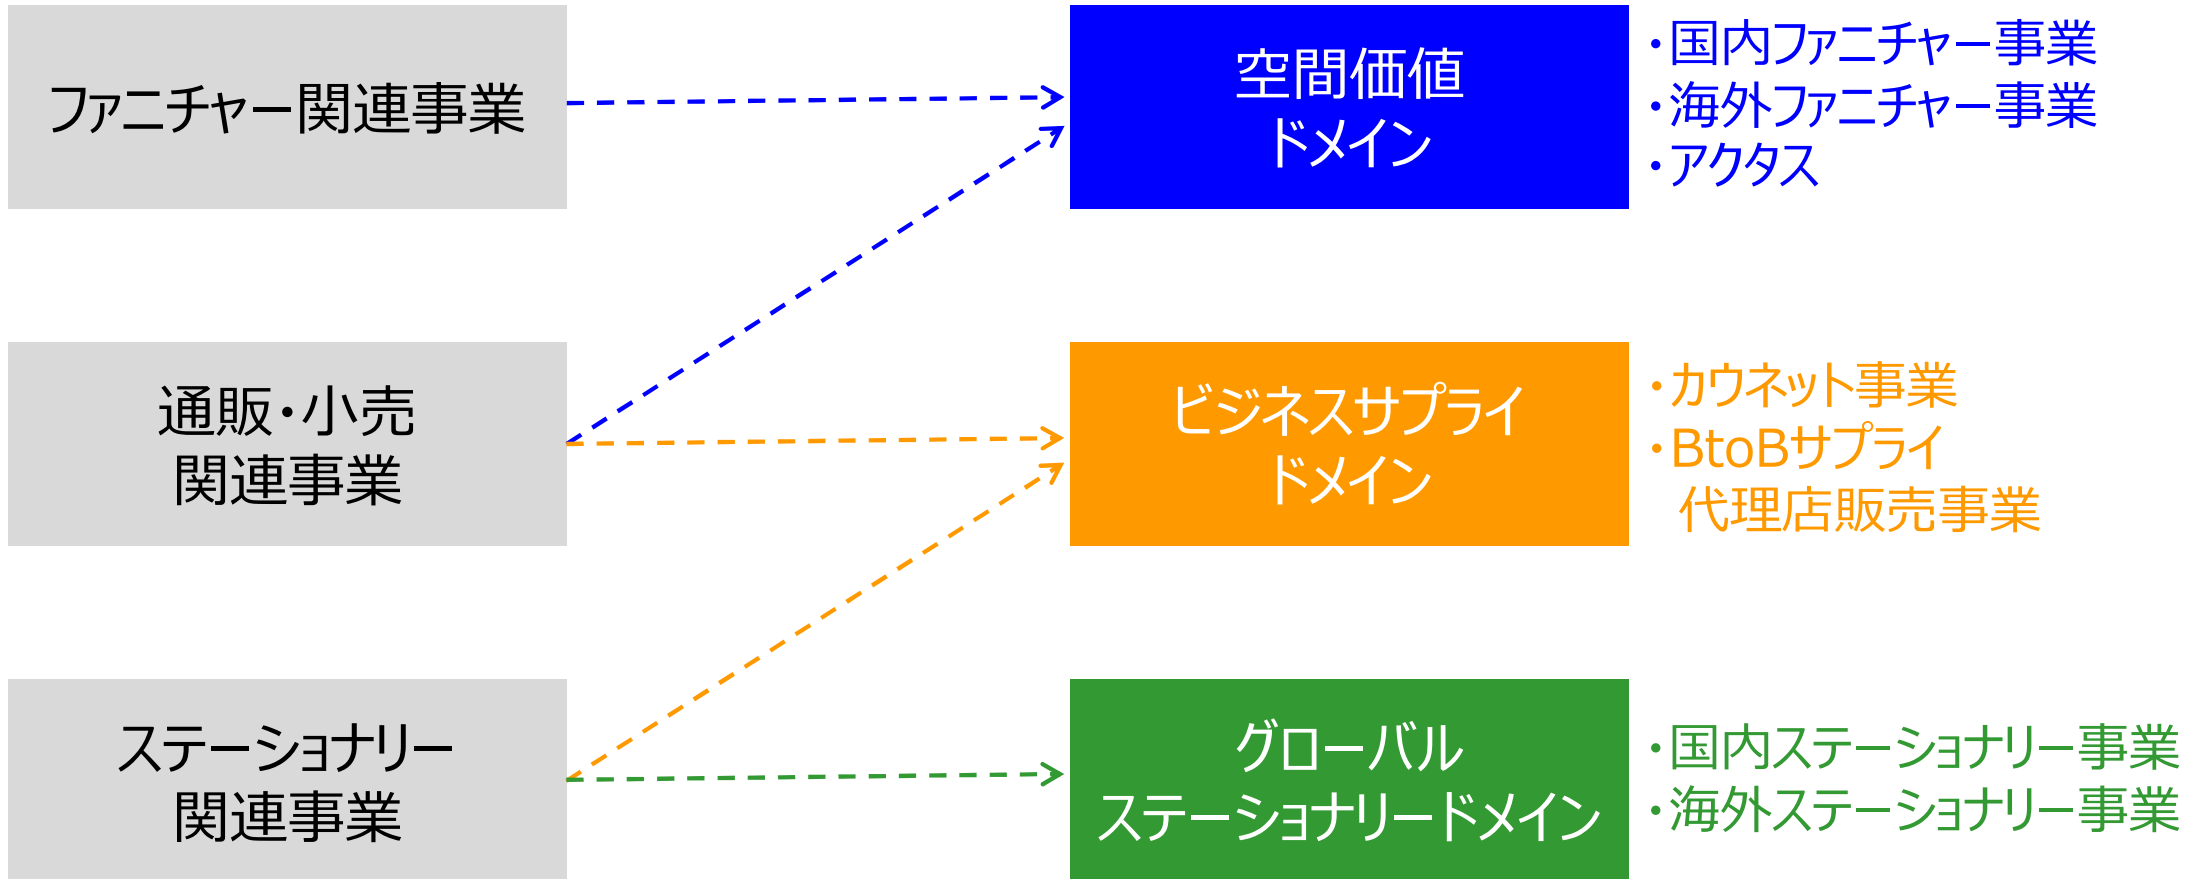 ファニチャー関連事業
空間価値
ドメイン
・国内ファニチャー事業
・海外ファニチャー事業
・アクタス
通販・小売
関連事業
ビジネスサプライ
ドメイン
・カウネット事業
・BtoBサプライ
代理店販売事業
ステーショナリー
関連事業
グローバル
ステーショナリードメイン
・国内ステーショナリー事業
・海外ステーショナリー事業